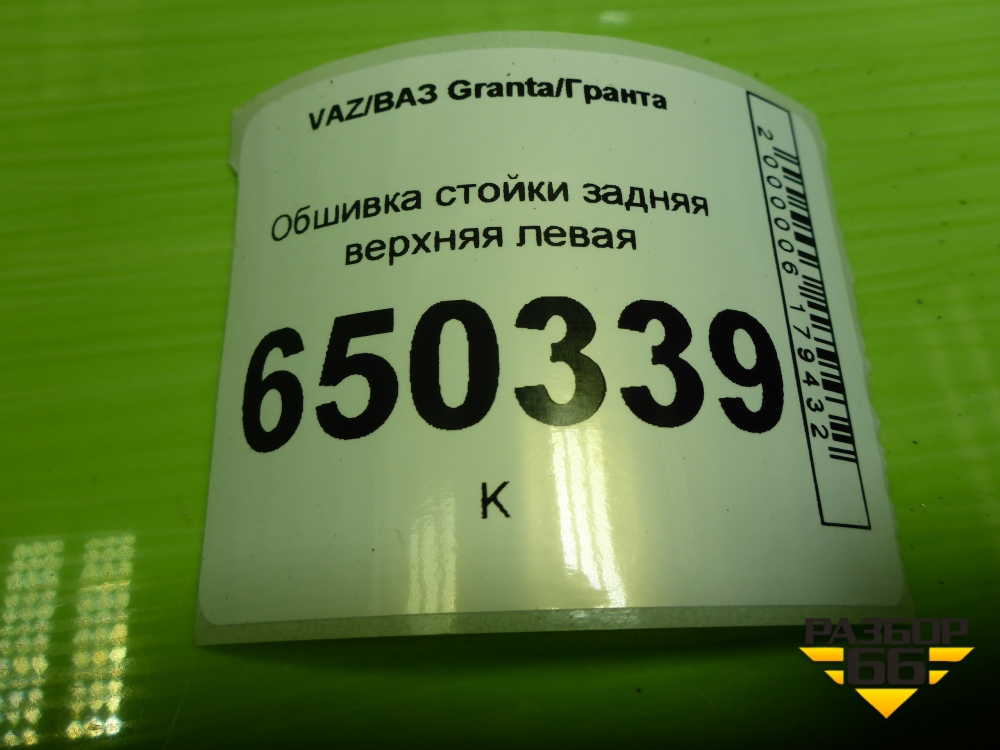 VAZ/ВАЗ Granta/Гранта
Обшивка стойки задняя
верхняя левая
650339
К
2000006179432
РАЗБОР
66